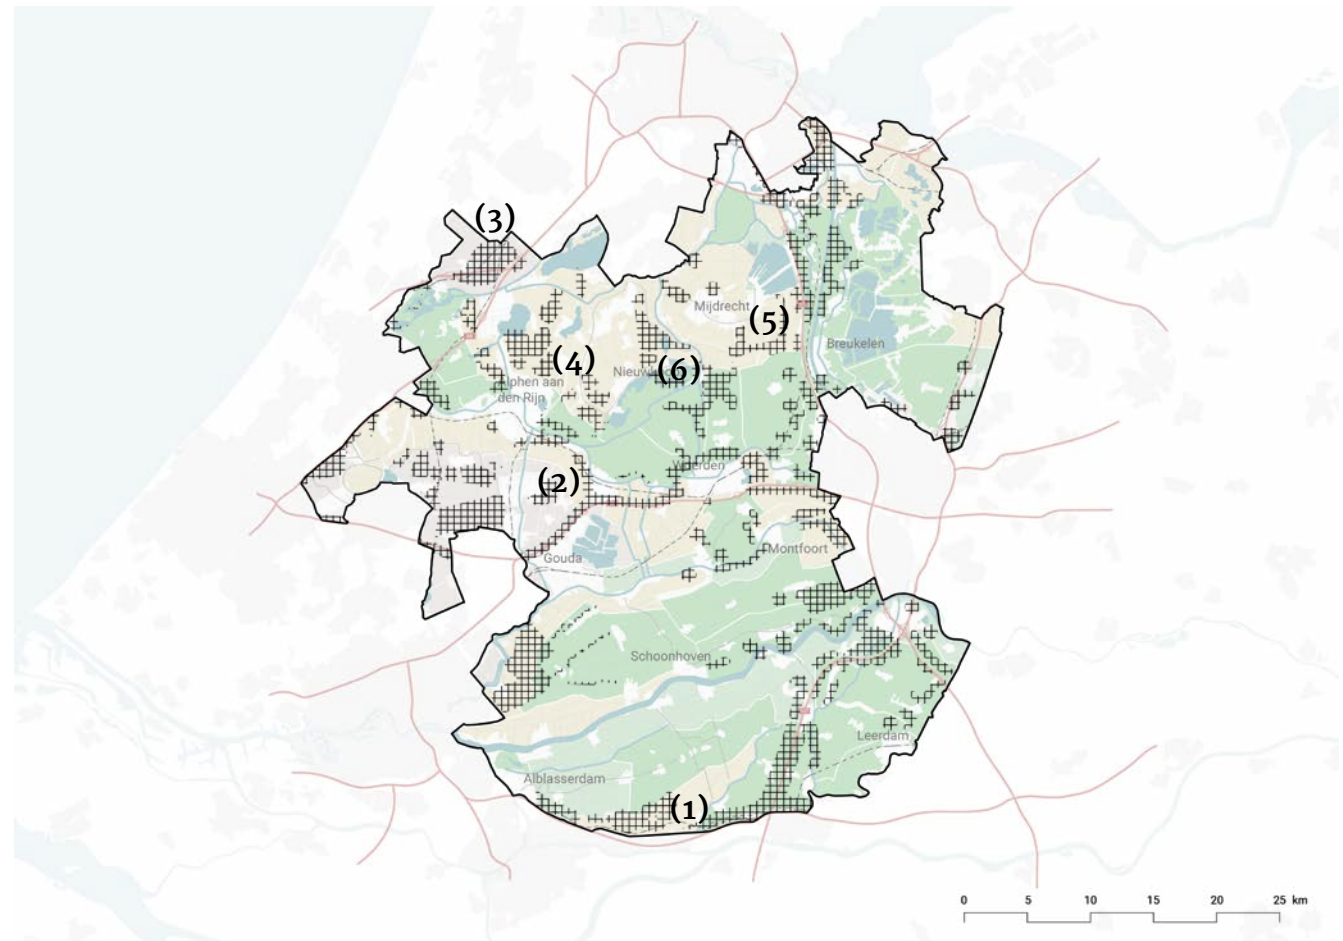 (3)
Mijdrecht
(5)
Breukelen
(4)
(6)
lphen aan
den Rijn
(2)
Gouda
Montfoort
Schoonhoven
Leerdam
Alblasserdam
(1)
0 5 10 15 20 25 km